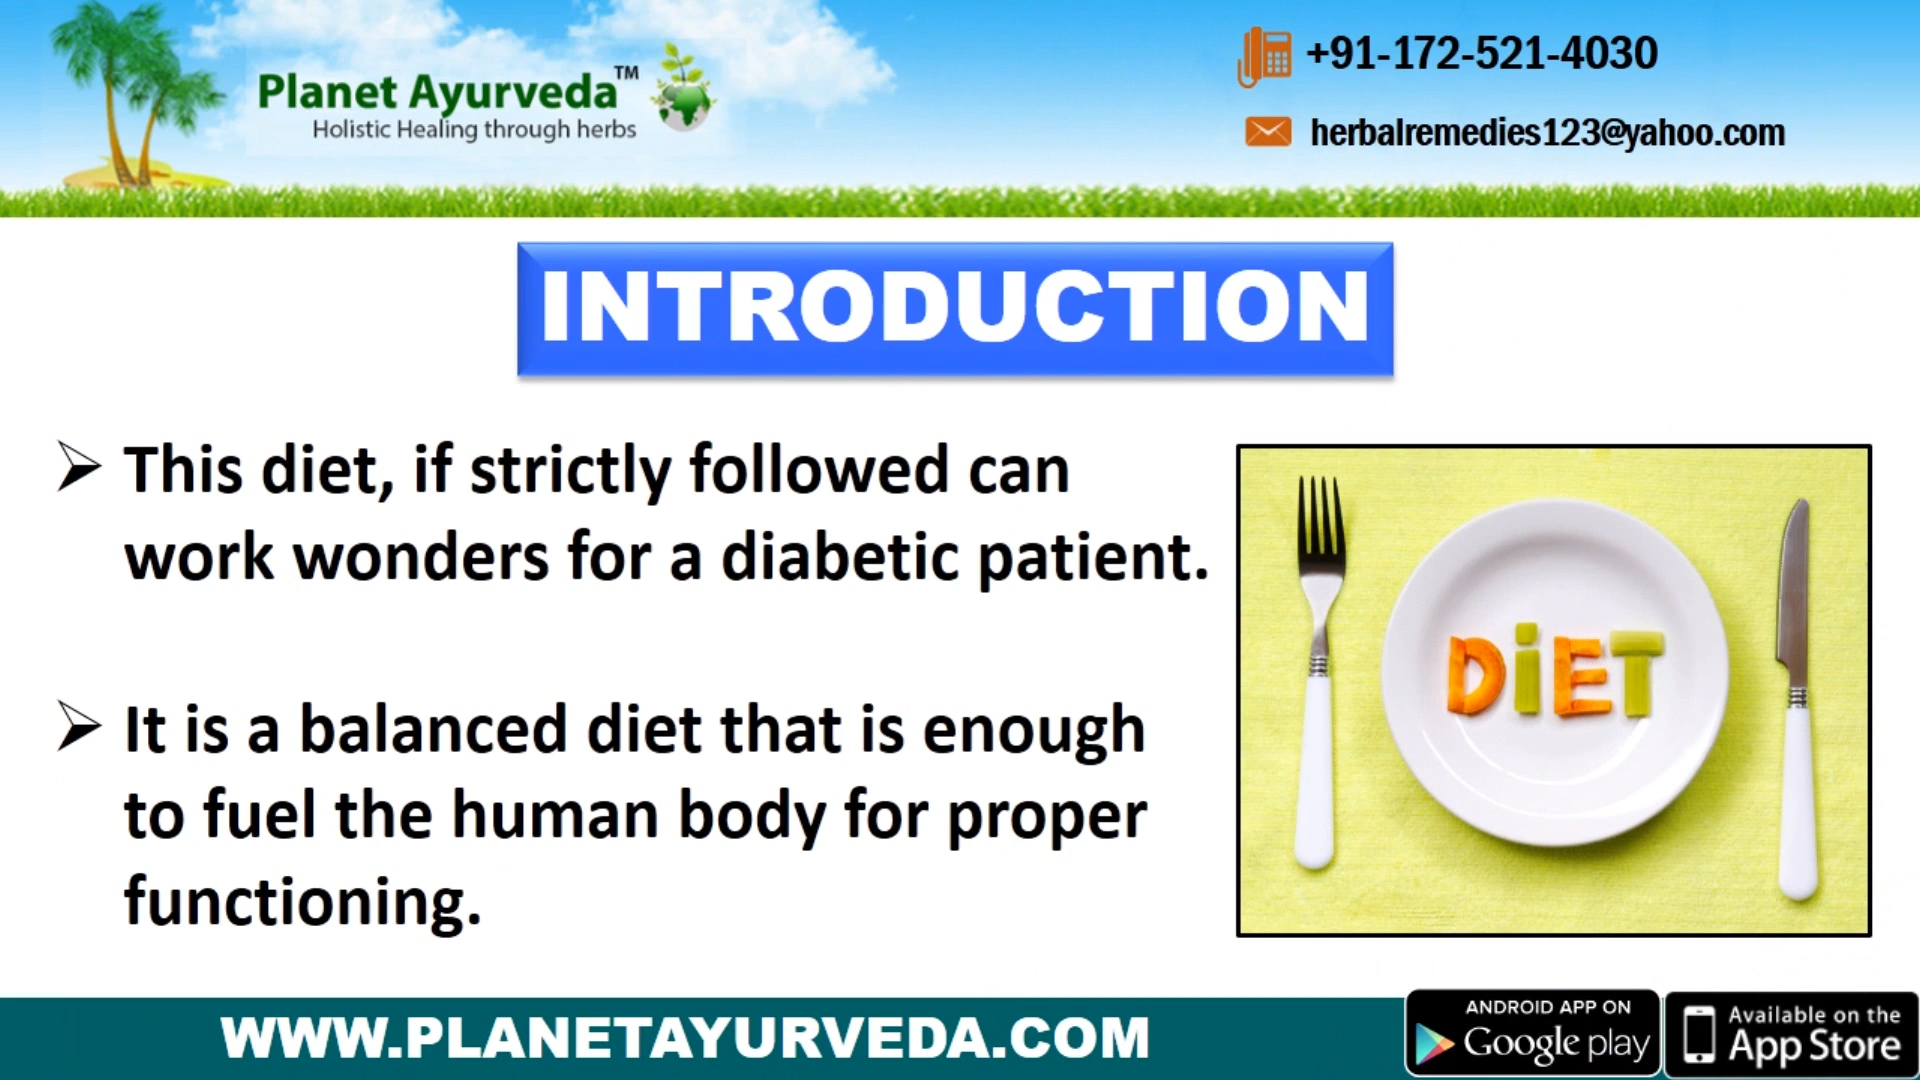 Planet Ayurveda™
Holistic Healing through herbs
+91-172-521-4030
herbalremedies123@yahoo.com
INTRODUCTION
This diet, if strictly followed can
work wonders for a diabetic patient.
It is a balanced diet that is enough
to fuel the human body for proper
functioning.
DiET
WWW.PLANETAYURVEDA.COM
ANDROID APP ON
Google play
Available on the
App Store